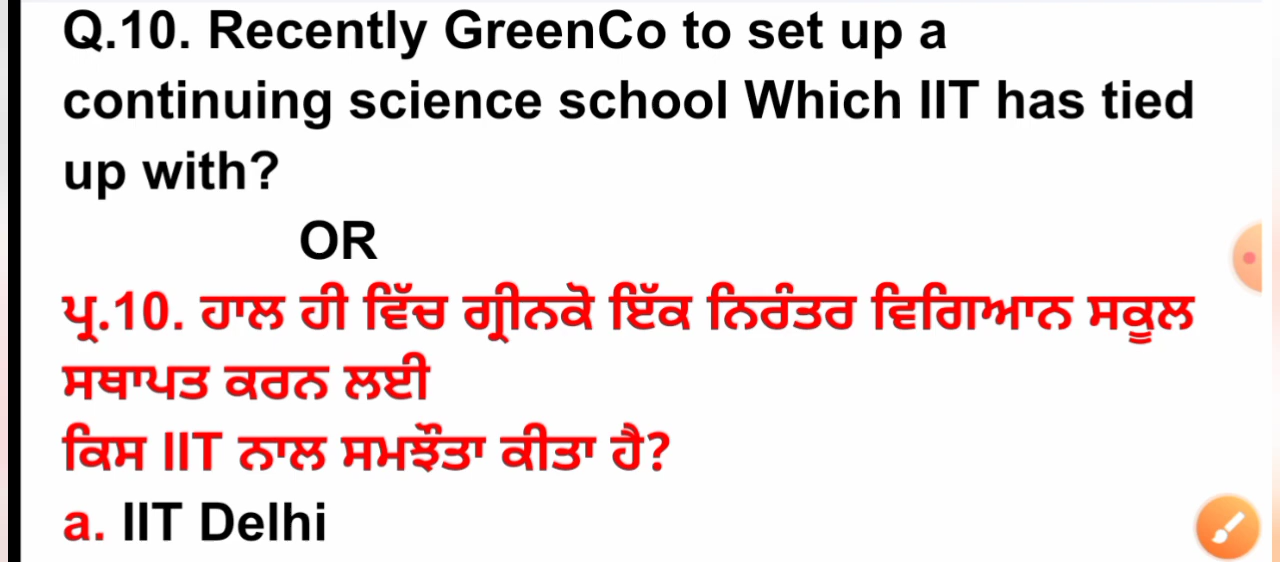 Q.10. Recently GreenCo to set up a
continuing science school Which IIT has tied
up with?
OR
ਪ੍ਰ.10. ਹਾਲ ਹੀ ਵਿੱਚ ਗ੍ਰੀਨਕੋ ਇੱਕ ਨਿਰੰਤਰ ਵਿਗਿਆਨ ਸਕੂਲ
ਸਥਾਪਤ ਕਰਨ ਲਈ
ਕਿਸ IIT ਨਾਲ ਸਮਝੌਤਾ ਕੀਤਾ ਹੈ?
a. IIT Delhi